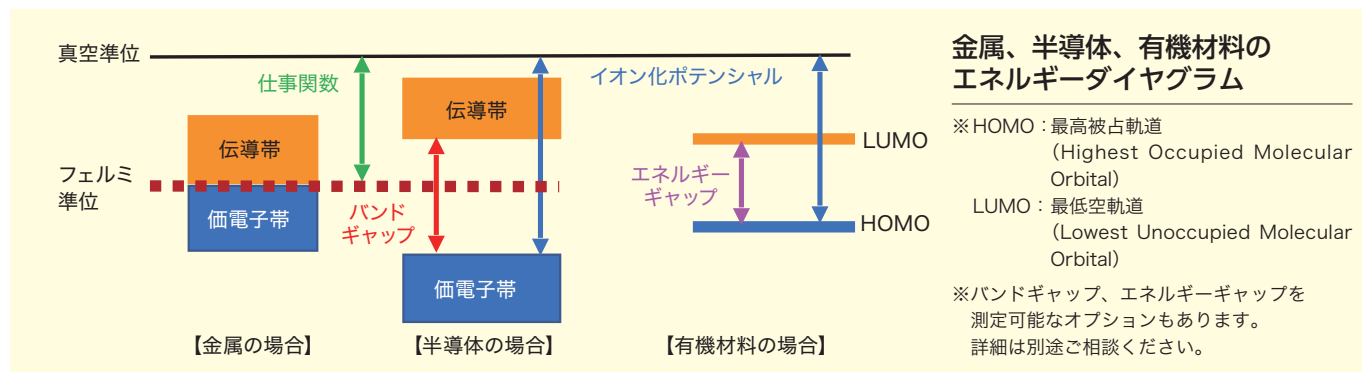 真空準位
仕事関数
イオン化ポテンシャル
伝導帯
伝導帯
LUMO
フェルミ
準位
エネルギー
ギャップ
価電子帯
バンド
ギャップ
HOMO
価電子帯
【金属の場合】
【半導体の場合】
【有機材料の場合】
金属、半導体、有機材料の
エネルギーダイヤグラム
※HOMO：最高被占軌道
（Highest Occupied Molecular
Orbital）
LUMO：最低空軌道
（Lowest Unoccupied Molecular
Orbital）
※バンドギャップ、エネルギーギャップを
測定可能なオプションもあります。
詳細は別途ご相談ください。